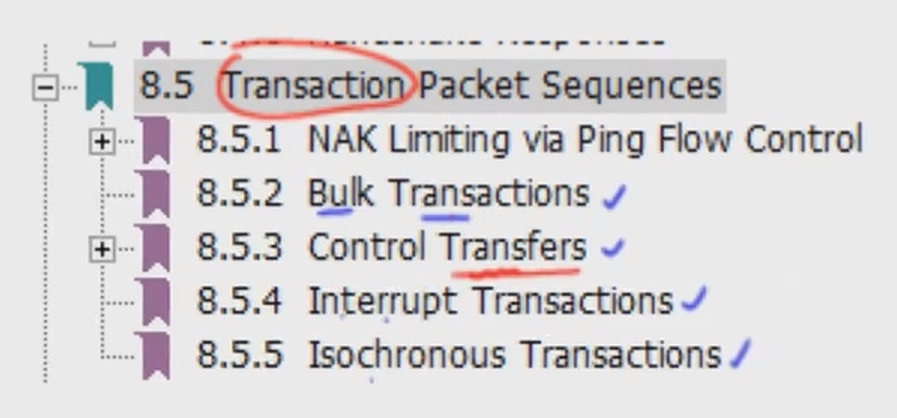 8.5 Transaction Packet Sequences
8.5.1 NAK Limiting via Ping Flow Control
8.5.2 Bulk Transactions
8.5.3 Control Transfers
8.5.4 Interrupt Transactions
8.5.5 Isochronous Transactions